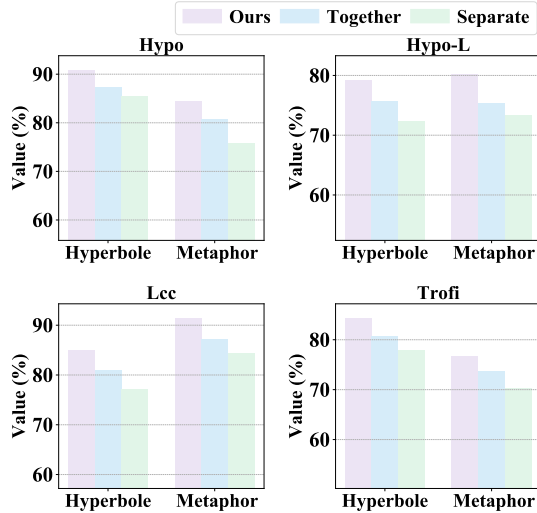 Ours Together Separate
Hypo
Value (%)
90
80
70
60
Hyperbole Metaphor
Hypo-L
Value (%)
80
70
60
Hyperbole Metaphor
Lcc
Value (%)
90
80
70
60
Hyperbole Metaphor
Trofi
Value (%)
80
70
60
Hyperbole Metaphor